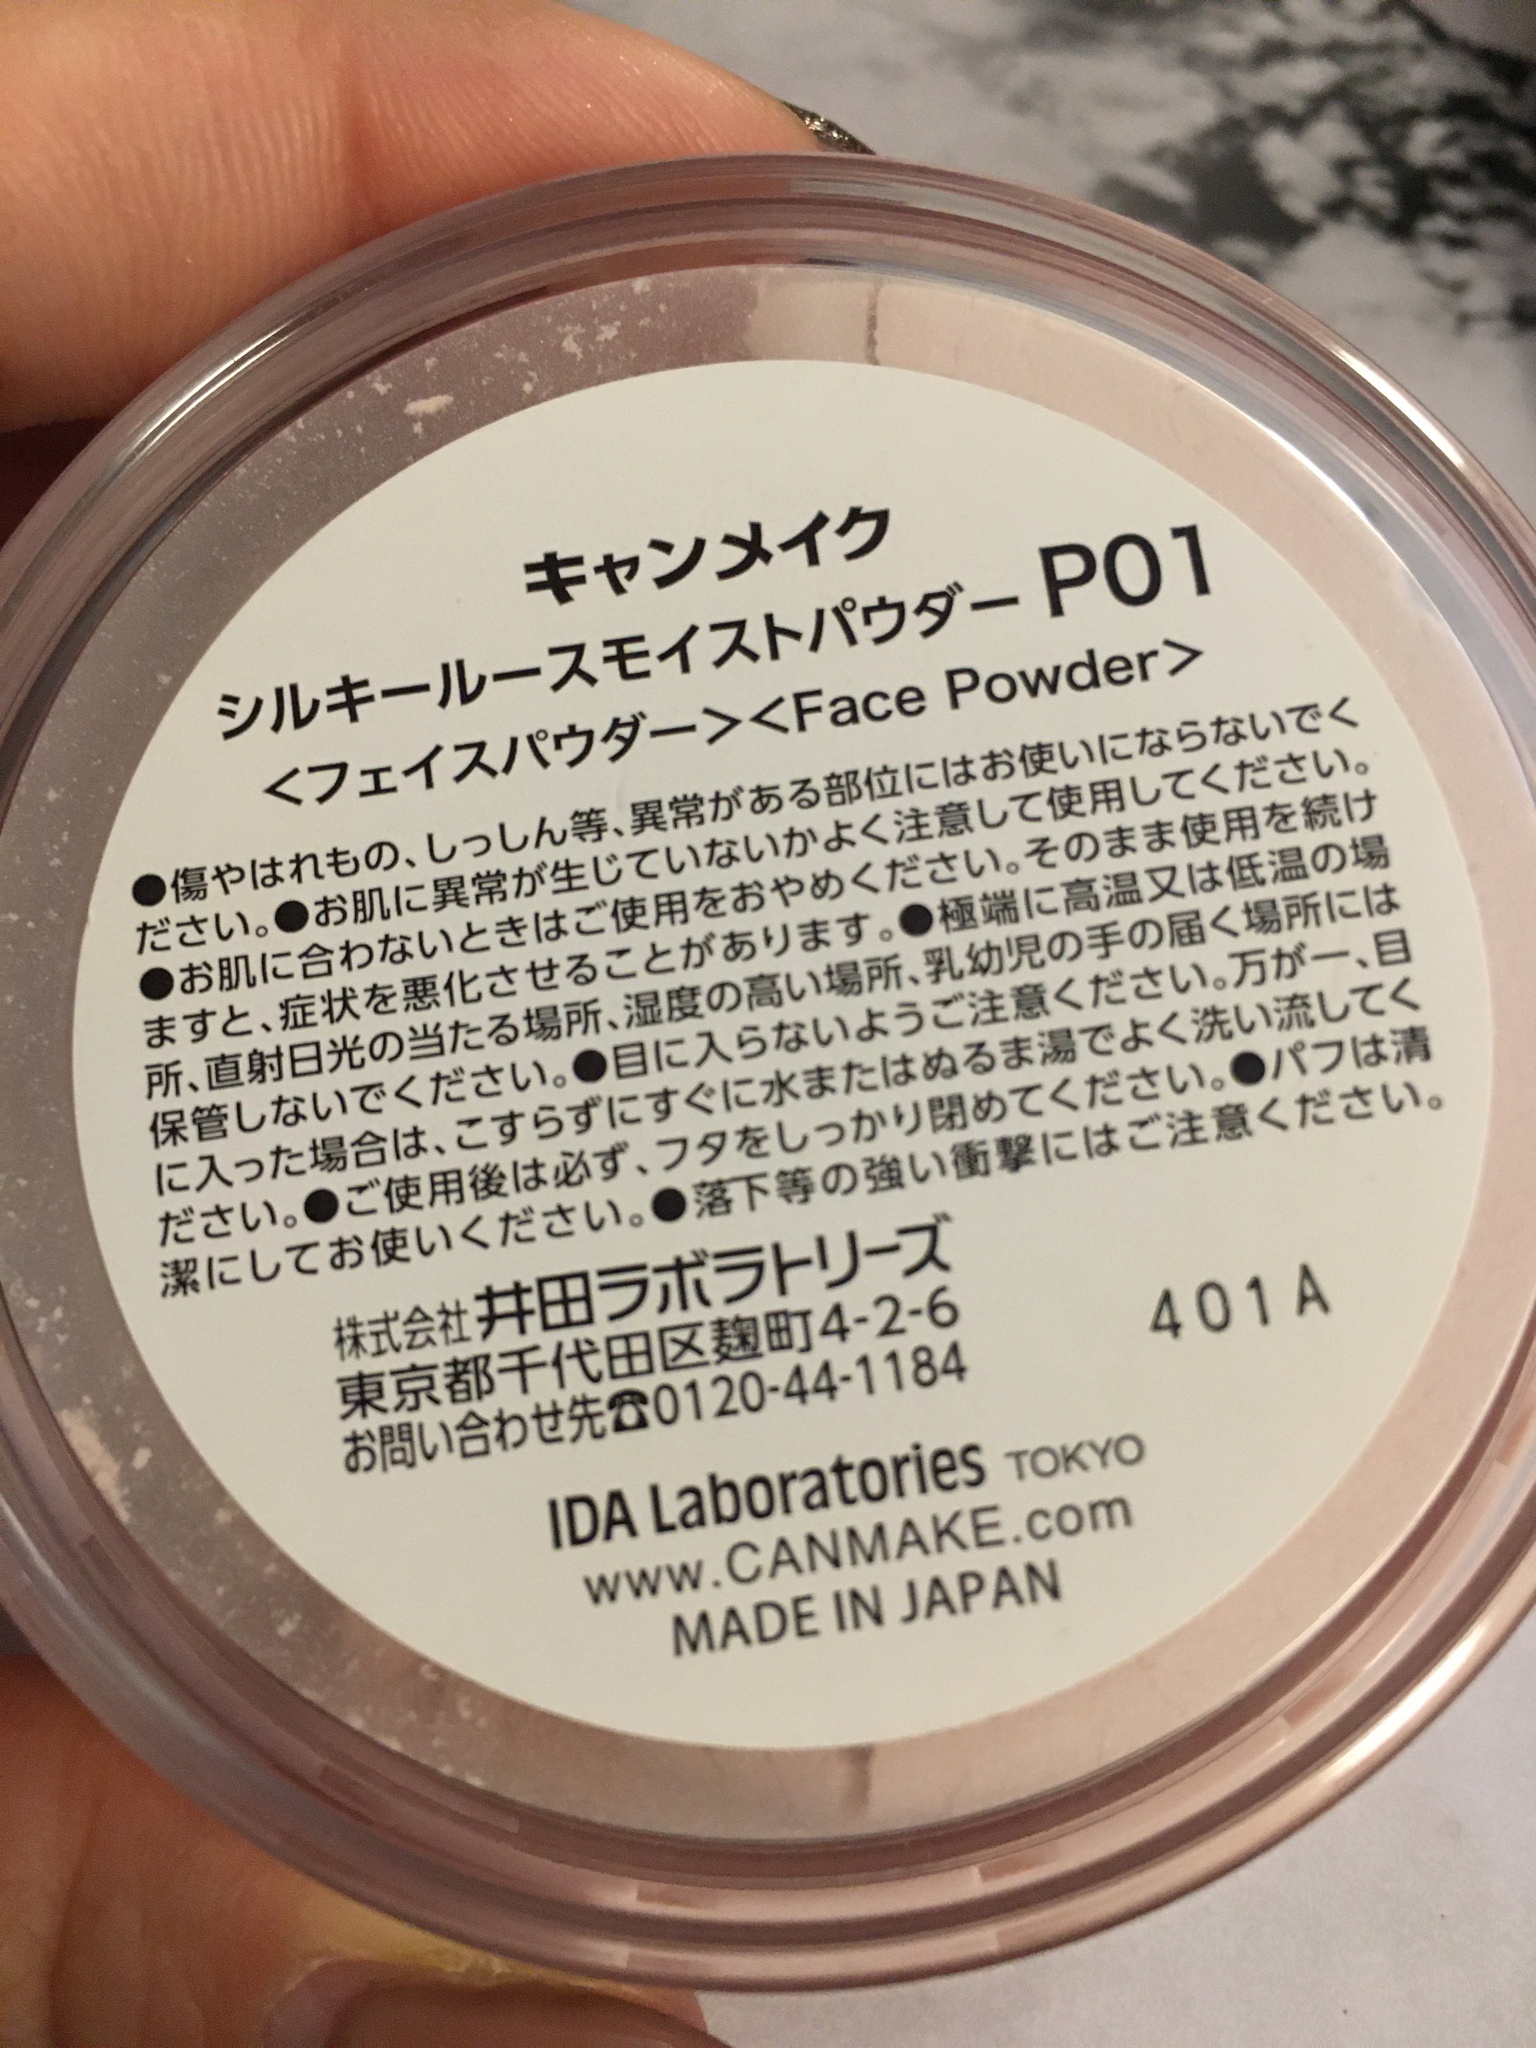 キャンメイク
シルキールースモイストパウダー P01
<フェイスパウダー><Face Powder>
●傷やはれもの、しっしん等、異常がある部位にはお使いにならないでく
ださい。●お肌に異常が生じていないかよく注意して使用してください。
●お肌に合わないときはご使用をおやめください。そのまま使用を続け
ますと、症状を悪化させることがあります。●極端に高温又は低温の場
所、直射日光の当たる場所、湿度の高い場所、乳幼児の手の届く場所には
保管しないでください。●目に入らないようご注意ください。万が一、目
に入った場合は、こすらずにすぐに水またはぬるま湯でよく洗い流してく
ださい。●ご使用後は必ず、フタをしっかり閉めてください。●パフは清
潔にしてお使いください。●落下等の強い衝撃にはご注意ください。
株式会社井田ラボラトリーズ
東京都千代田区麹町4-2-6
401A
お問い合わせ先☎0120-44-1184
IDA Laboratories TOKYO
www.CANMAKE.com
MADE IN JAPAN